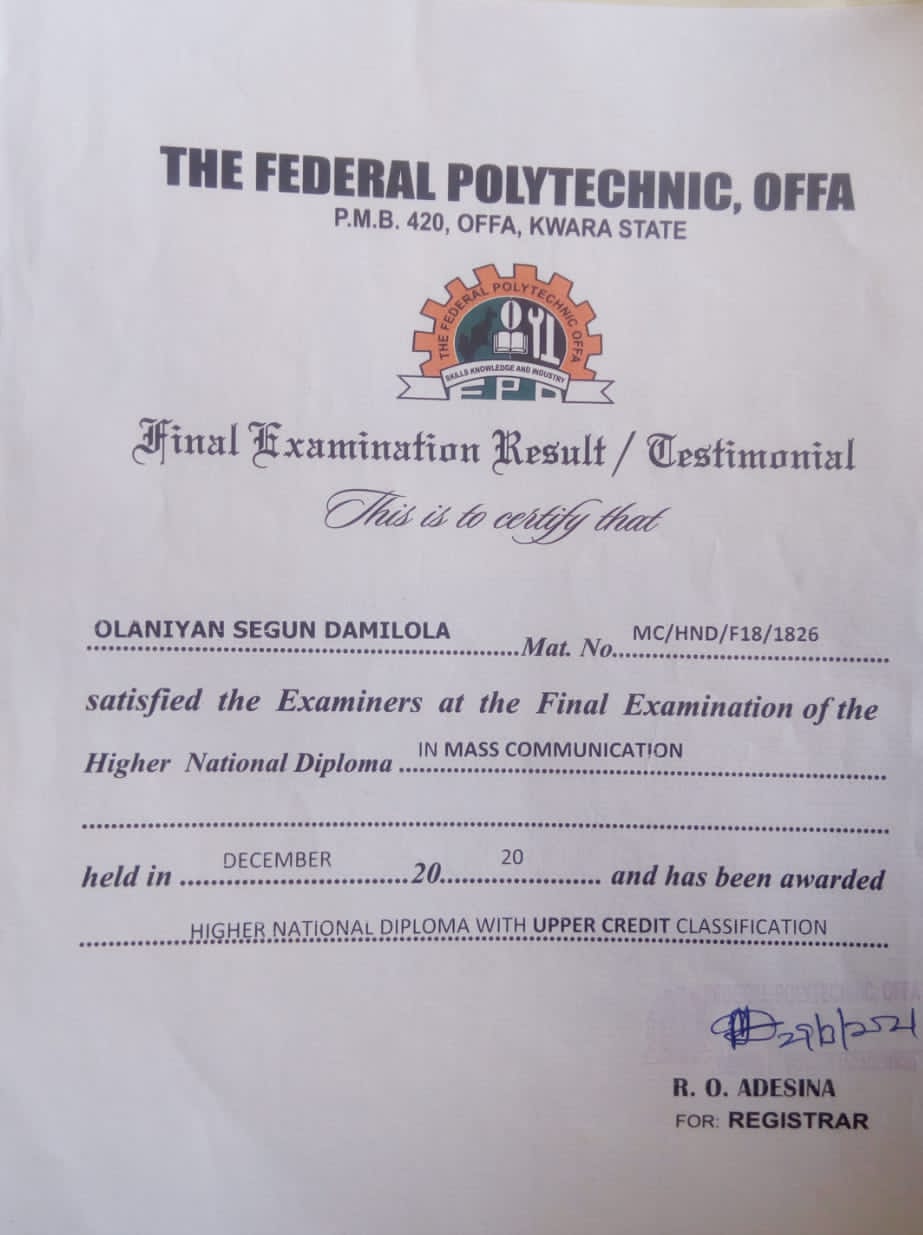 THE FEDERAL POLYTECHNIC, OFFA
P.M.B. 420, OFFA, KWARA STATE
THE FEDERAL POLYTECHNIC OFFA
SKILLS KNOWLEDGE AND INDUSTRY
FPO
Final Examination Result / Testimonial
This is to certify that
OLANIYAN SEGUN DAMILOLA Mat. No. MC/HND/F18/1826
satisfied the Examiners at the Final Examination of the
Higher National Diploma IN MASS COMMUNICATION
held in DECEMBER 20 20 and has been awarded
HIGHER NATIONAL DIPLOMA WITH UPPER CREDIT CLASSIFICATION
R. O. ADESINA
FOR: REGISTRAR